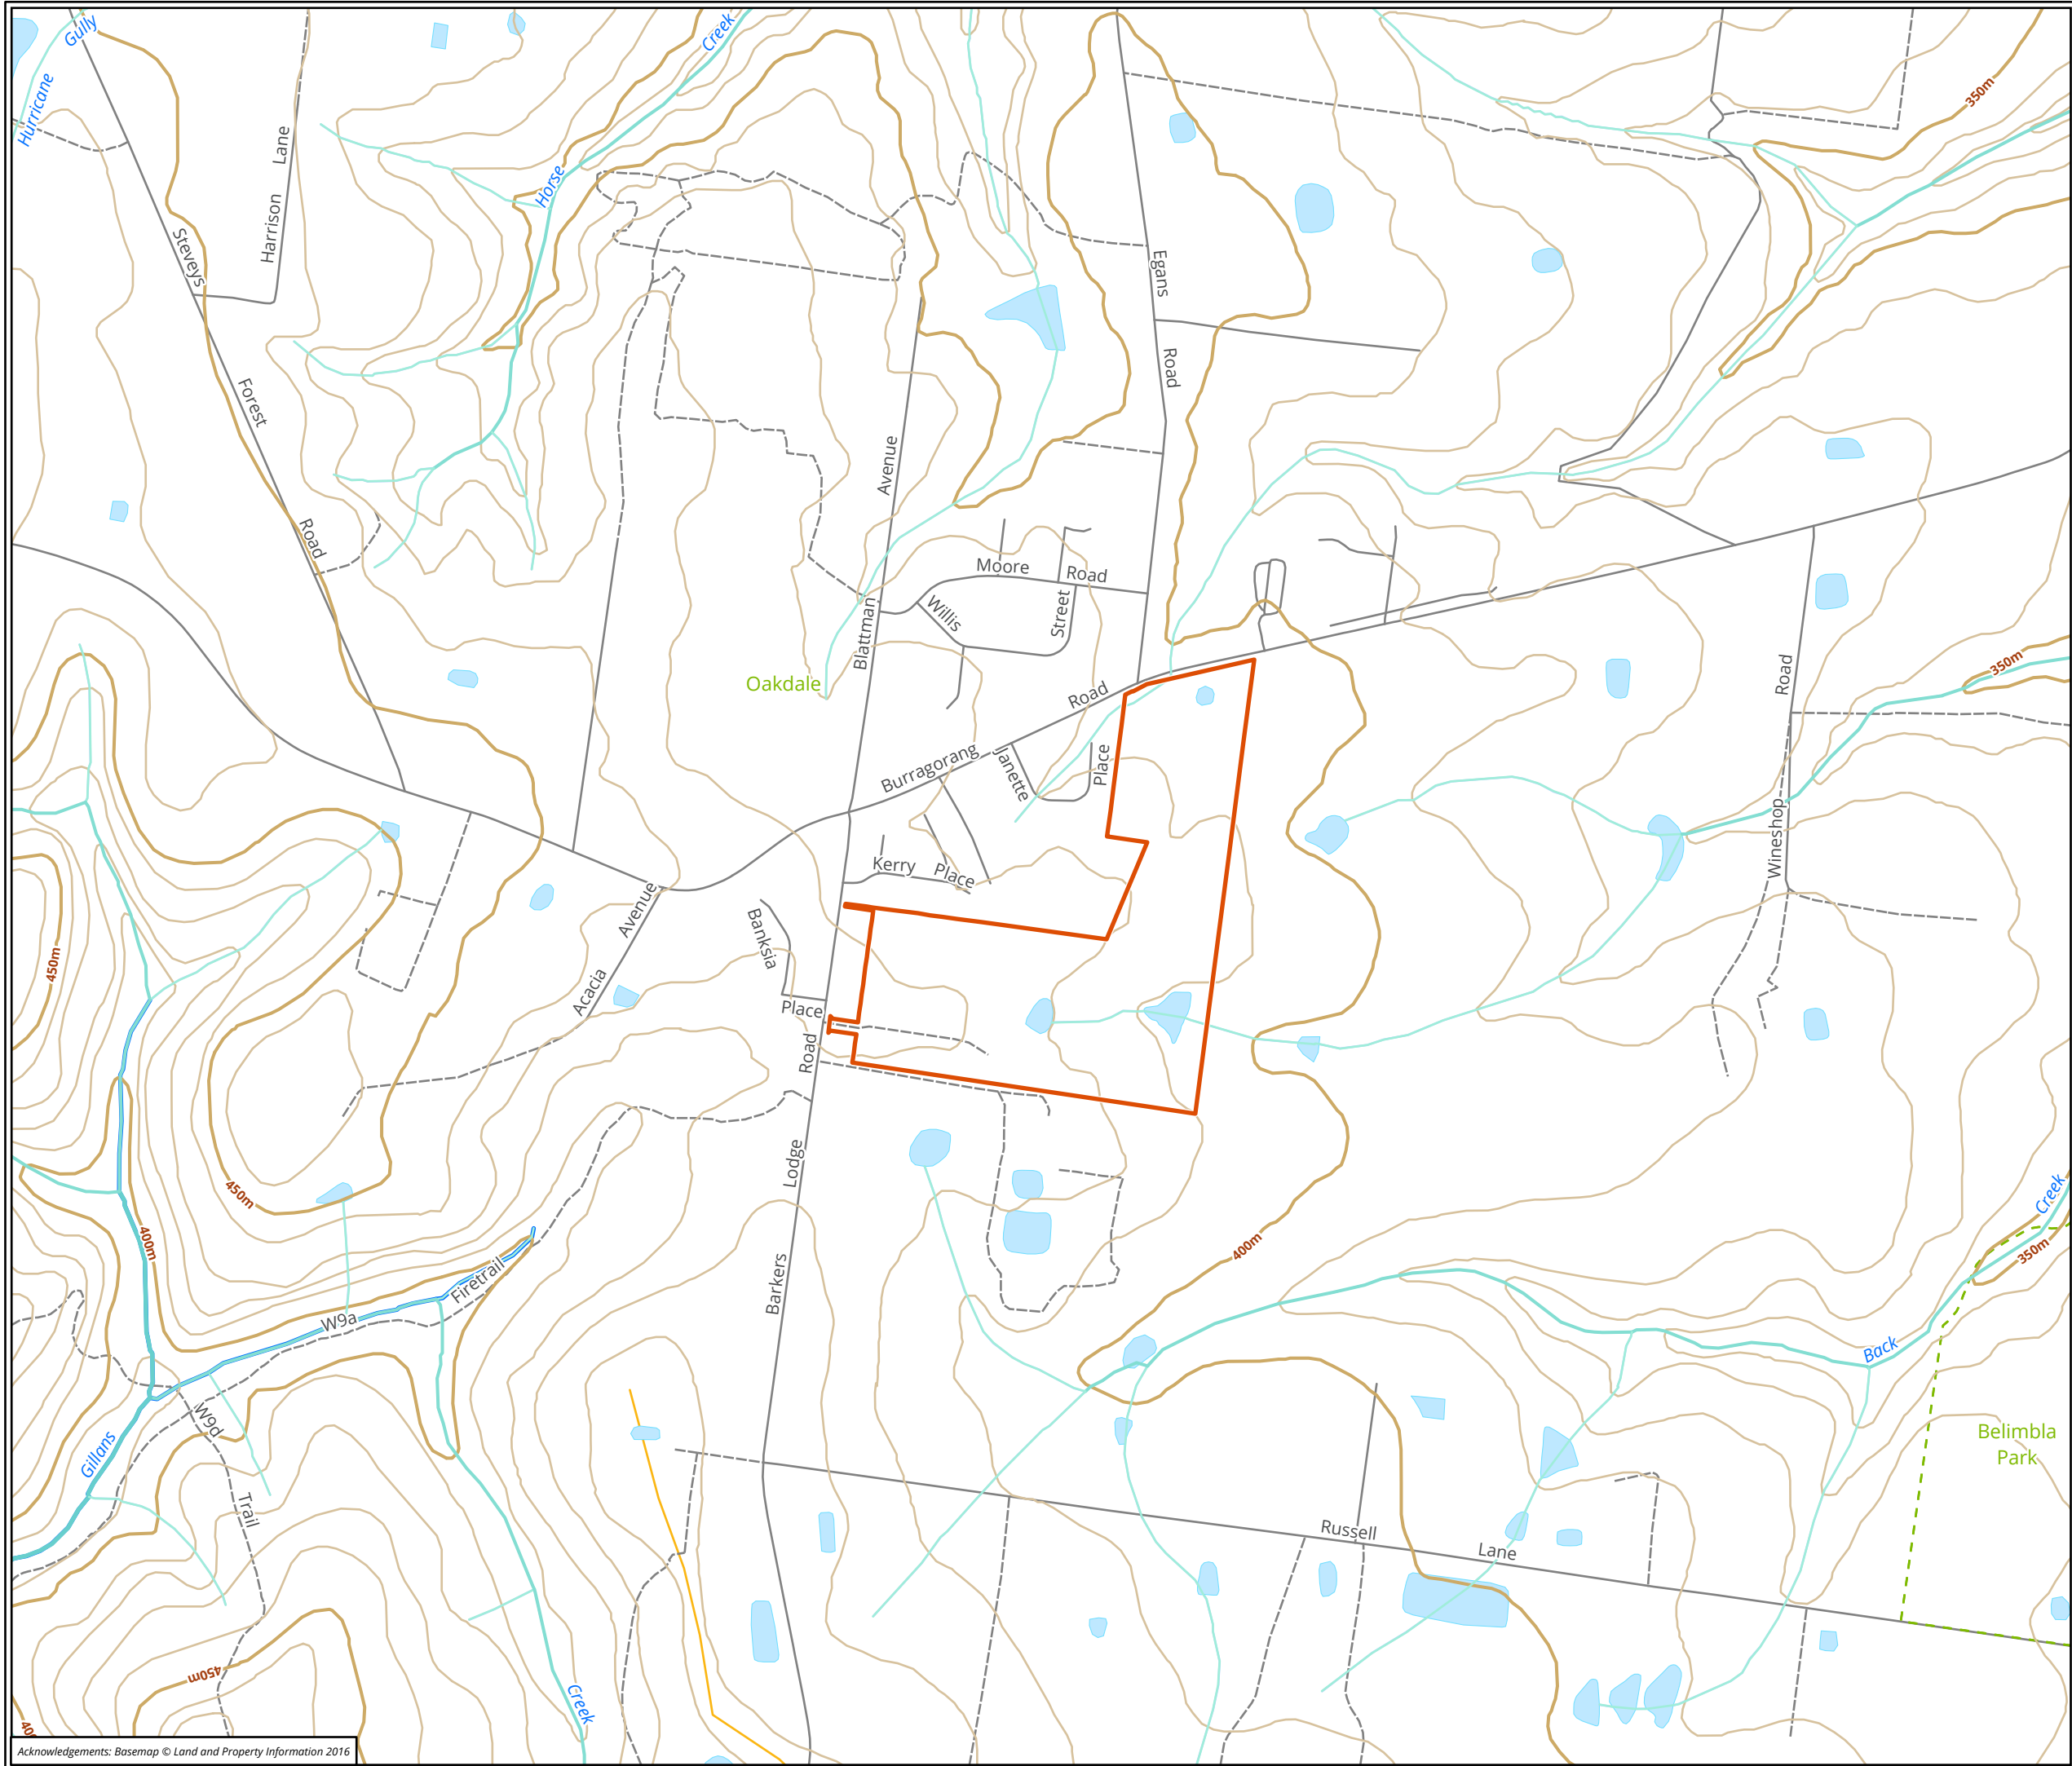 Gully
Creek
Hurricane
Harrison Lane
350m
Horse
Steveys
Forest
Road
Egans
Road
Avenue
Blattman
Moore Road
Willis
Street
Oakdale
Burragorang Road
Janette
Place
350m
Road
Wineshop
Kerry Place
Avenue
Acacia
Banksia
Place
Road
Lodge
Barkers
450m
450m
400m
400m
Creek
350m
Back
W9a Firetrail
W9d
Trail
Gillans
Creek
Belimbla
Park
Russell
Lane
450m
Acknowledgements: Basemap © Land and Property Information 2016